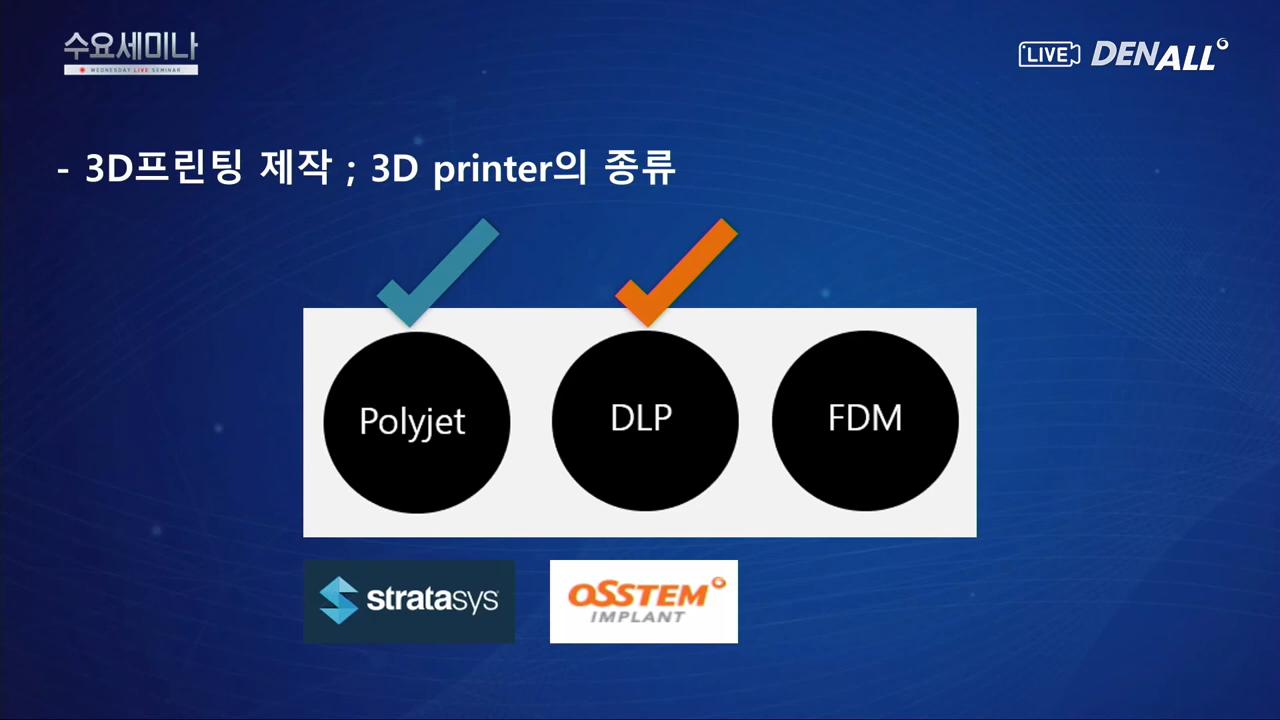 수요세미나
WEDNESDAY LIVE SEMINAR
LIVE DENALL
- 3D프린팅 제작 ; 3D printer의 종류
Polyjet DLP FDM
stratasys OSSTEM
IMPLANT